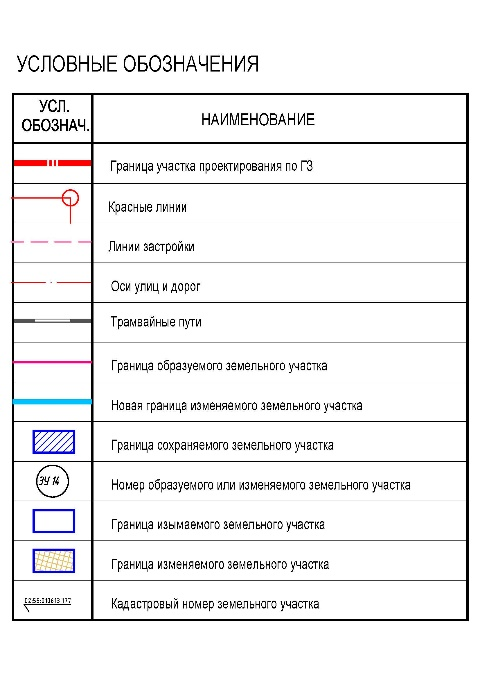 УСЛОВНЫЕ ОБОЗНАЧЕНИЯ
УСЛ.
ОБОЗНАЧ.
НАИМЕНОВАНИЕ
Граница участка проектирования по ГЗ
Красные линии
Линии застройки
Оси улиц и дорог
Трамвайные пути
Граница образуемого земельного участка
Новая граница изменяемого земельного участка
Граница сохраняемого земельного участка
ЗУ 14
Номер образуемого или изменяемого земельного участка
Граница изымаемого земельного участка
Граница изменяемого земельного участка
Кадастровый номер земельного участка